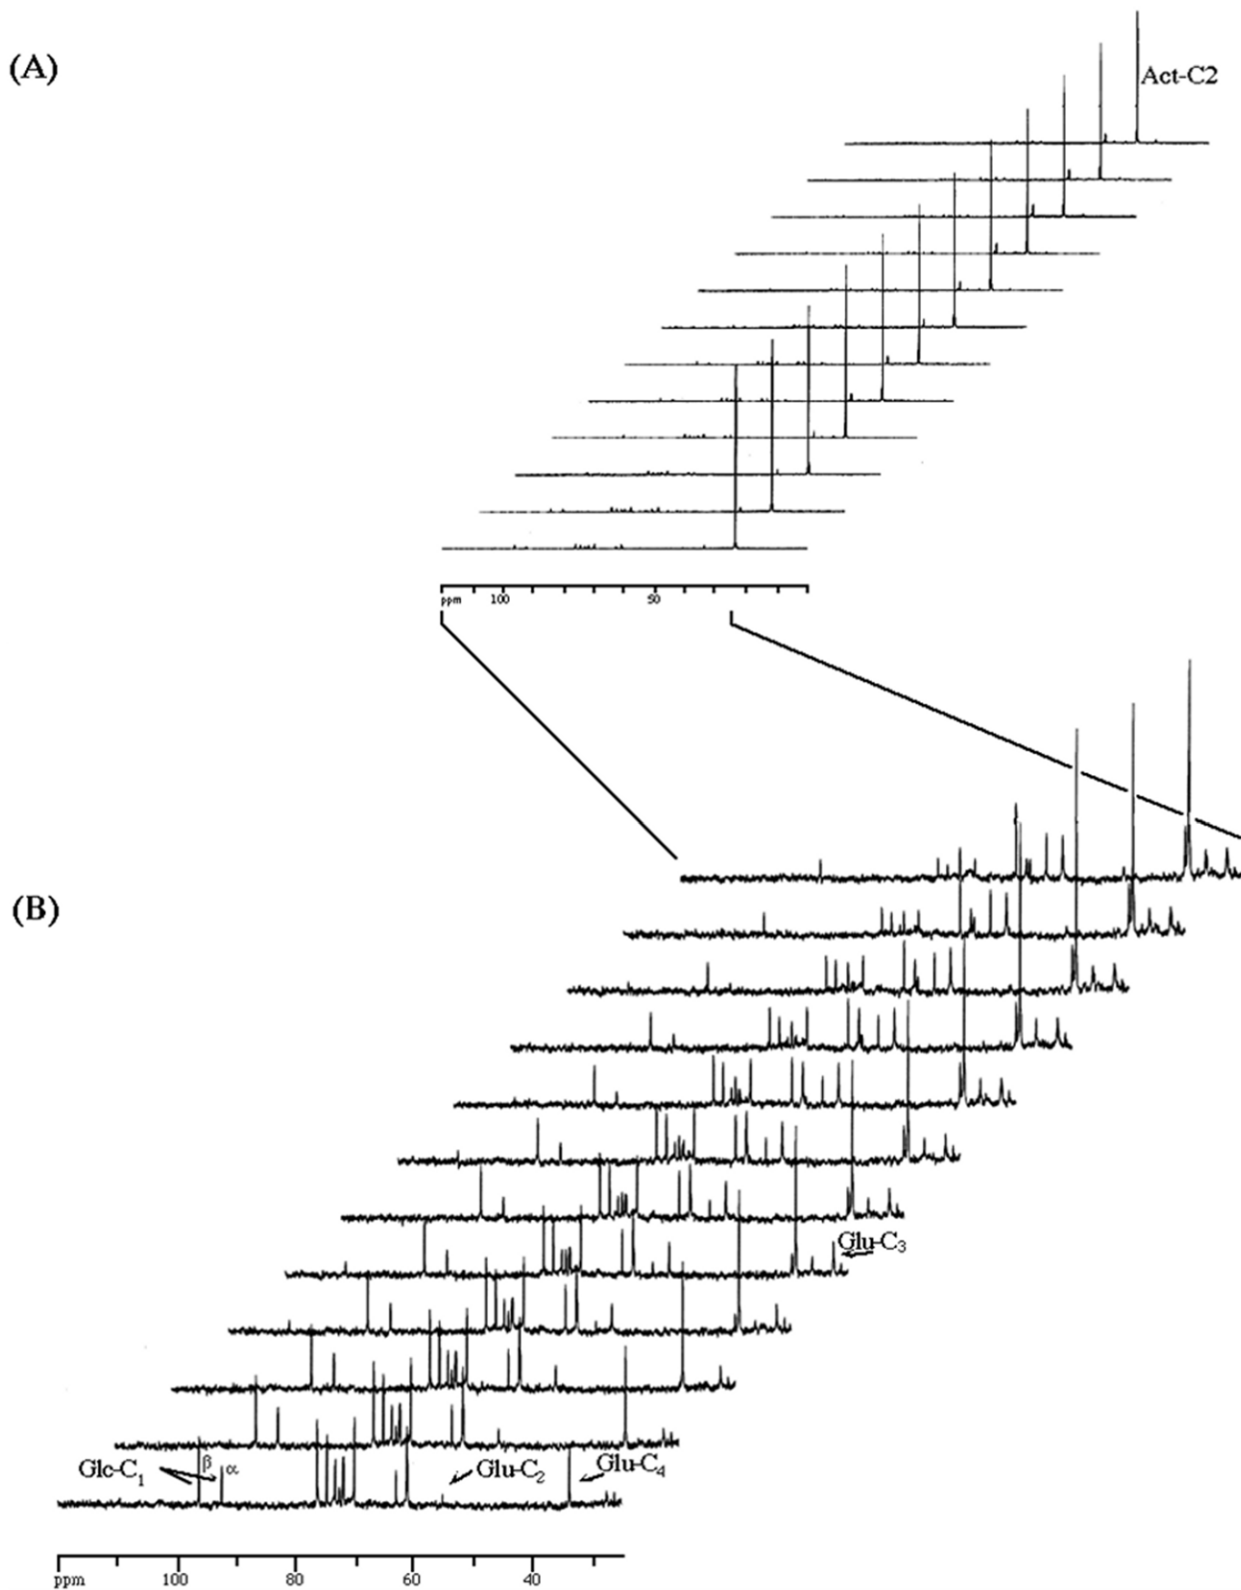 (A)
Act-C2
ppm 100 50
(B)
Glu-C3
Glc-C1 β α Glu-C2 Glu-C4
ppm 100 80 60 40